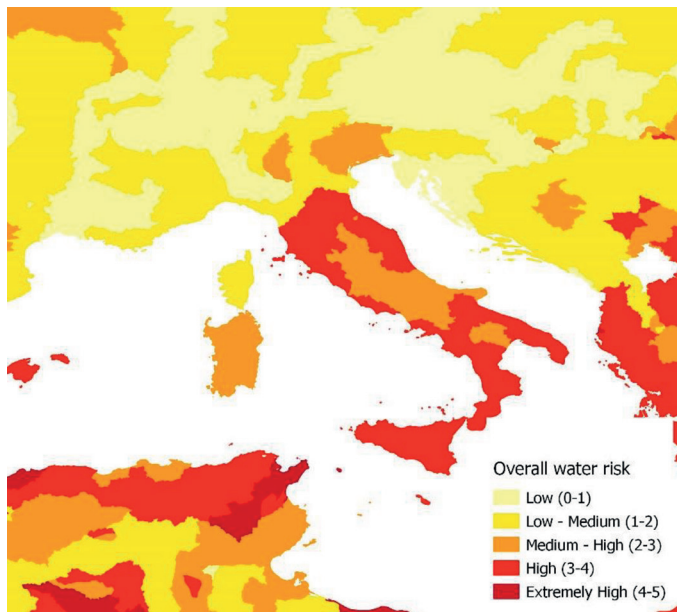 Overall water risk
Low (0-1)
Low - Medium (1-2)
Medium - High (2-3)
High (3-4)
Extremely High (4-5)